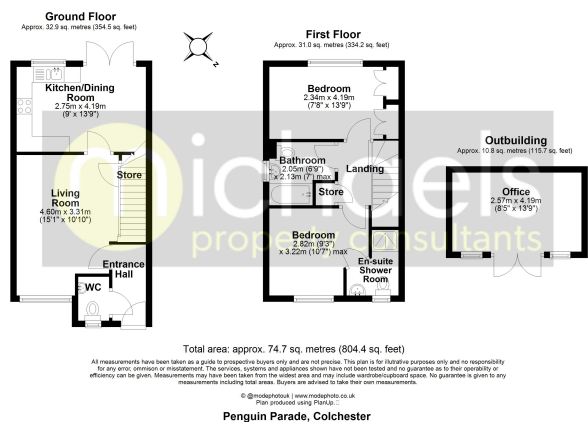 Ground Floor
Approx. 32.9 sq. metres (354.5 sq. feet)
Kitchen/Dining
Room
2.75m x 4.19m
(9' x 13'9")
Store
Living
Room
4.60m x 3.31m
(15'1" x 10'10")
Entrance
Hall
WC
N
First Floor
Approx. 31.0 sq. metres (334.2 sq. feet)
Bedroom
2.34m x 4.19m
(7'8" x 13'9")
Bathroom
2.05m (6'9")
x 2.13m (7') max
Landing
Store
Bedroom
2.82m (9'3")
x 3.22m (10'7") max
En-suite
Shower
Room
Outbuilding
Approx. 10.8 sq. metres (115.7 sq. feet)
Office
2.57m x 4.19m
(8'5" x 13'9")
michaels
property consultants
Total area: approx. 74.7 sq. metres (804.4 sq. feet)
All measurements have been taken as a guide to prospective buyers only and are not precise. This plan is for illustrative purposes only and no responsibility
for any error, ommison or misstatement. The services, systems and appliances shown have not been tested and no guarantee as to their operability or
efficiency can be given. Measurements may have been taken from the widest area and may include wardrobe/cupboard space. No guarantee is given to any
measurements including total areas. Buyers are advised to take their own measurements.
© @modephotouk | www.modephoto.co.uk
Plan produced using PlanUp.
Penguin Parade, Colchester